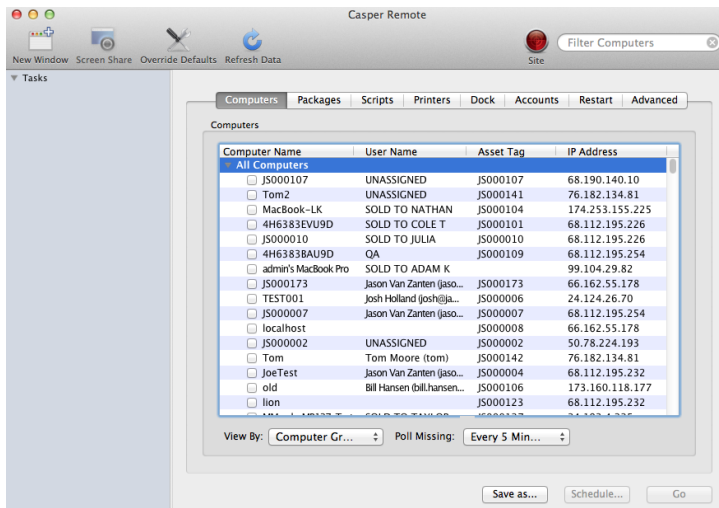 Casper Remote
New Window Screen Share Override Defaults Refresh Data Site Filter Computers
Tasks
Computers Packages Scripts Printers Dock Accounts Restart Advanced
Computers
Computer Name User Name Asset Tag IP Address
All Computers
JS000107 UNASSIGNED JS000107 68.190.140.10
Tom2 UNASSIGNED JS000141 76.182.134.81
MacBook-LK SOLD TO NATHAN JS000104 174.253.155.225
4H6383EVU9D SOLD TO COLE T JS000101 68.112.195.226
JS000010 SOLD TO JULIA JS000010 68.112.195.226
4H6383BAU9D QA JS000109 68.112.195.254
admin's MacBook Pro SOLD TO ADAM K 99.104.29.82
JS000173 Jason Van Zanten (jaso... JS000173 66.162.55.178
TEST001 Josh Holland (josh@ja... JS000006 24.124.26.70
JS000007 Jason Van Zanten (jaso... JS000007 68.112.195.254
localhost JS000008 66.162.55.178
JS000002 UNASSIGNED JS000002 50.78.224.193
Tom Tom Moore (tom) JS000142 76.182.134.81
JoeTest Jason Van Zanten (jaso... JS000004 68.112.195.232
old Bill Hansen (bill.hansen... JS000106 173.160.118.177
lion JS000123 68.112.195.232
View By: Computer Gr... Poll Missing: Every 5 Min...
Save as... Schedule... Go